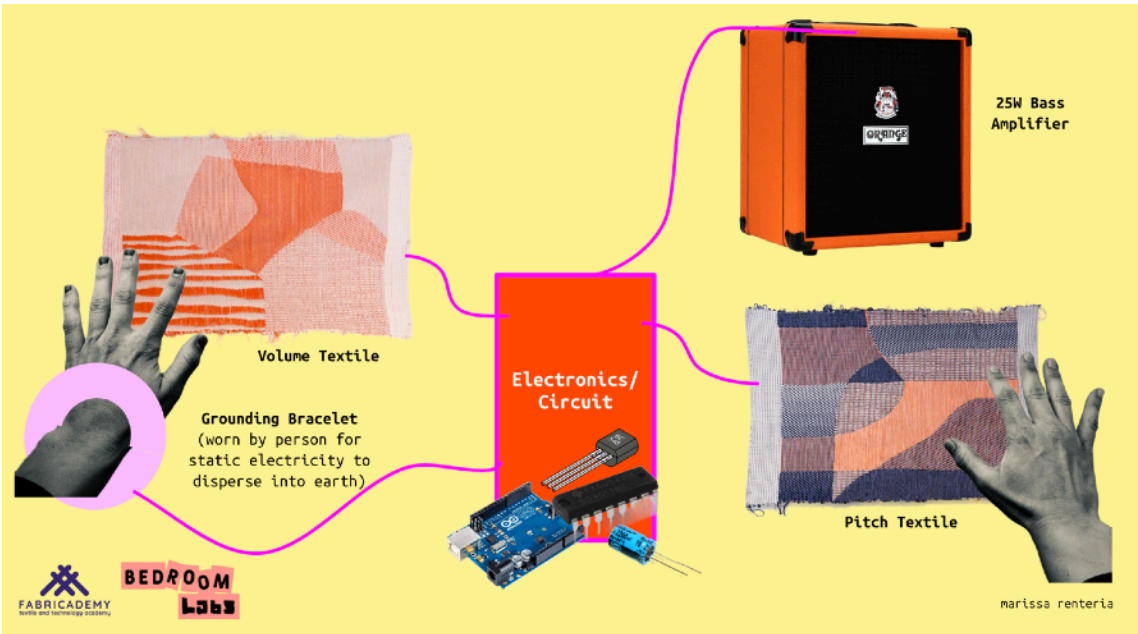 25W Bass
Amplifier
ORANGE
Volume Textile
Electronics/
Circuit
Grounding Bracelet
(worn by person for
static electricity to
disperse into earth)
Pitch Textile
FABRICADEMY
textile and technology academy
BEDROOM
Labs
marissa renteria